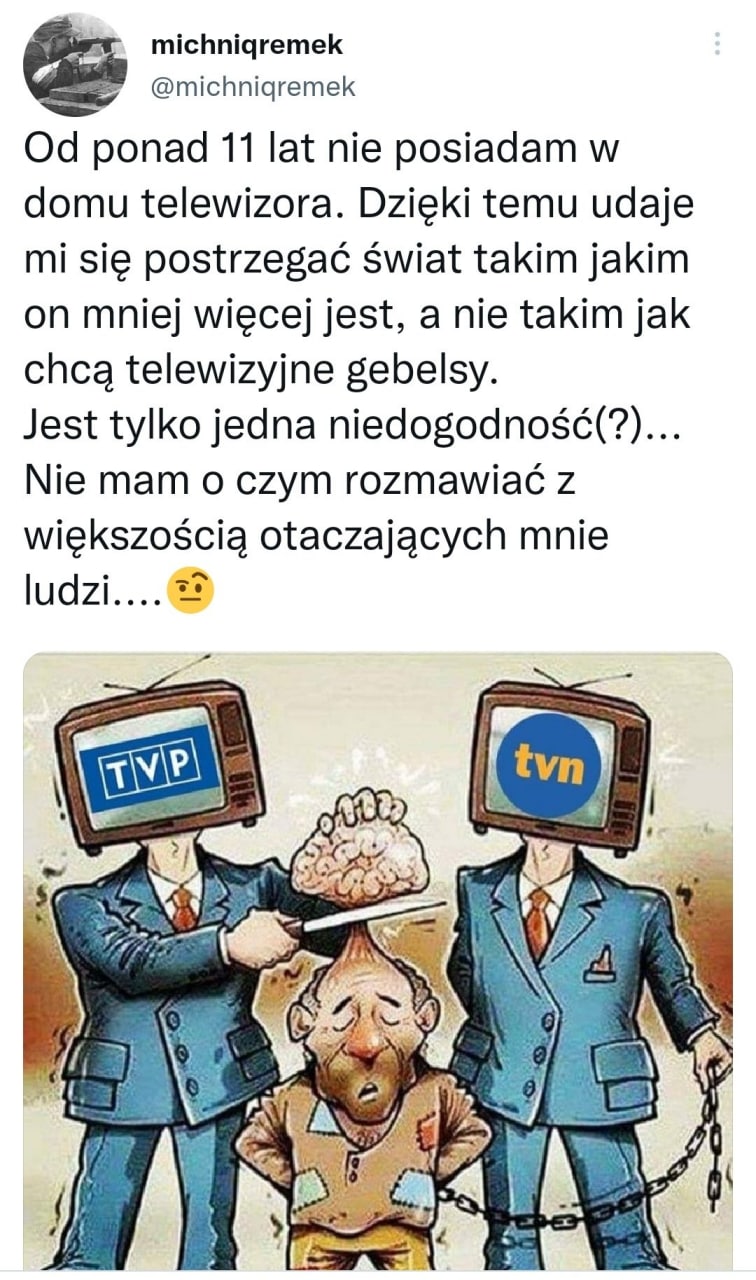 michniqremek
@michniqremek
Od ponad 11 lat nie posiadam w
domu telewizora. Dzięki temu udaje
mi się postrzegać świat takim jakim
on mniej więcej jest, a nie takim jak
chcą telewizyjne gebelsy.
Jest tylko jedna niedogodność(?)...
Nie mam o czym rozmawiać z
większością otaczających mnie
ludzi....🤨
TVP
tvn